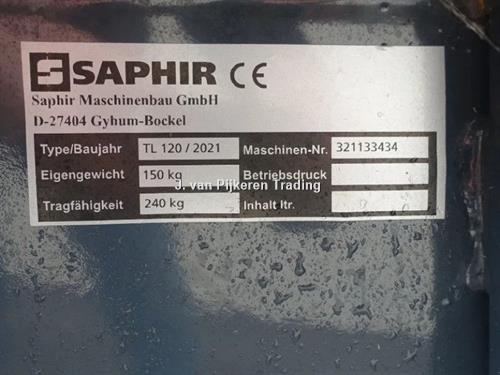 SAPHIR CE
Saphir Maschinenbau GmbH
D-27404 Gyhum-Bockel
Type/Baujahr TL 120 / 2021 Maschinen-Nr. 321133434
Eigengewicht 150 kg Betriebsdruck
J. van Pijkeren Trading
Tragfähigkeit 240 kg Inhalt ltr.